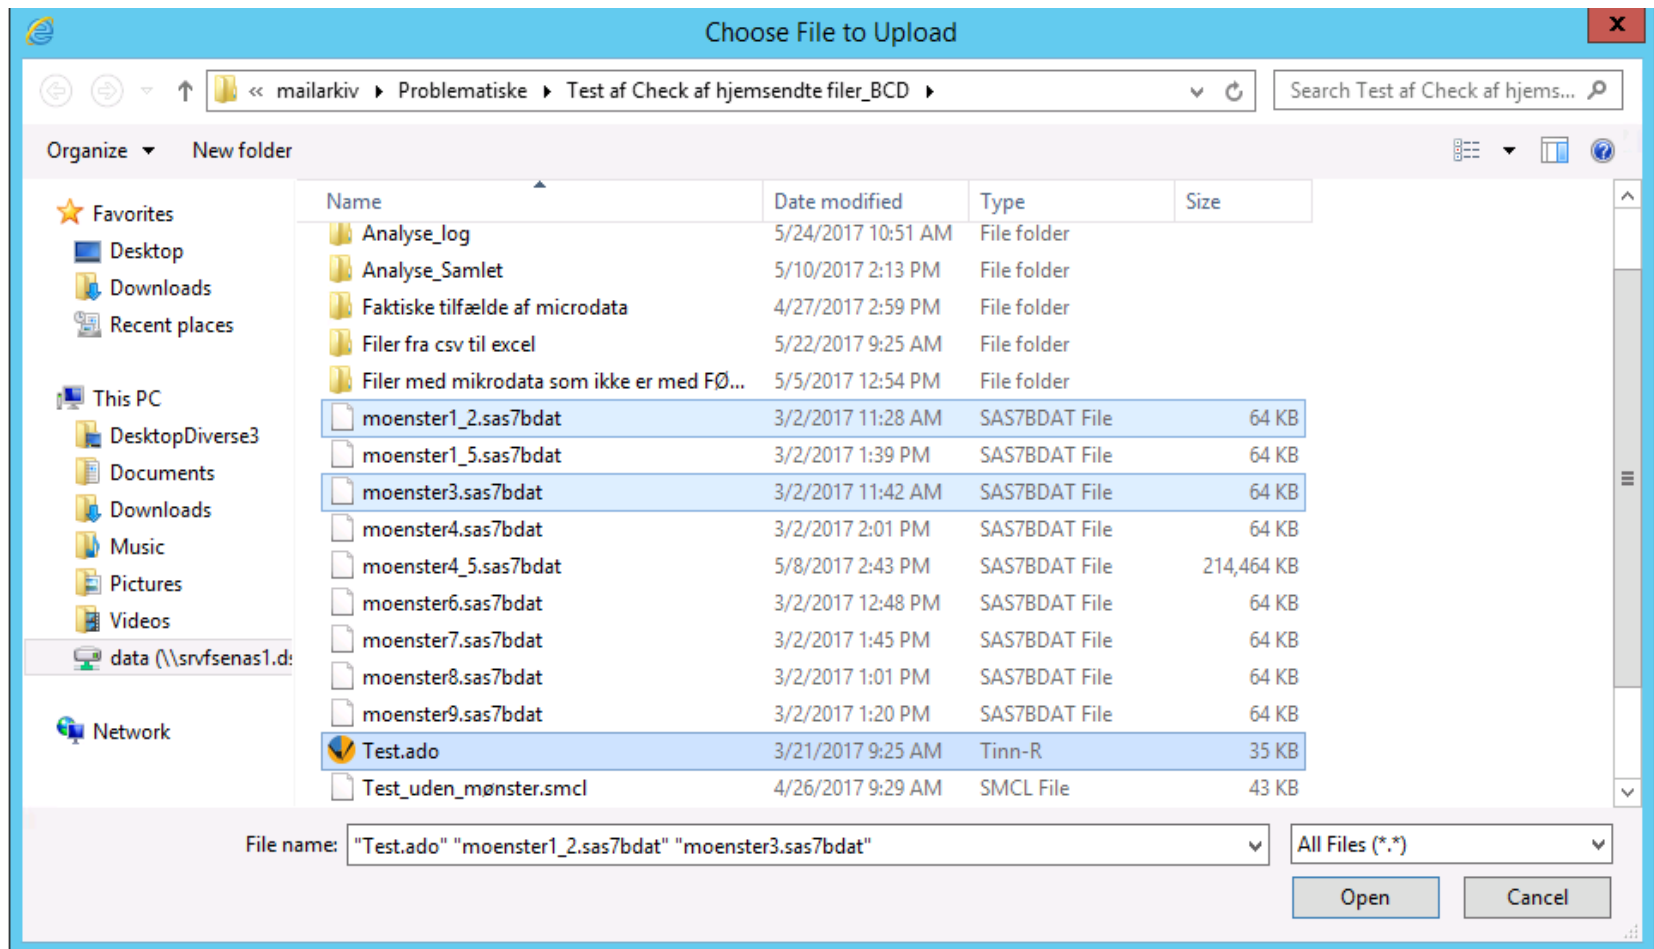 Choose File to Upload
x
« mailarkiv ▸ Problematiske ▸ Test af Check af hjemsendte filer_BCD ▸
Search Test af Check af hjems...
Organize
New folder
Favorites
Desktop
Downloads
Recent places
This PC
DesktopDiverse3
Documents
Downloads
Music
Pictures
Videos
data (\\srvfsenas1.d
Network
Name Date modified Type Size
Analyse_log 5/24/2017 10:51 AM File folder
Analyse_Samlet 5/10/2017 2:13 PM File folder
Faktiske tilfælde af microdata 4/27/2017 2:59 PM File folder
Filer fra csv til excel 5/22/2017 9:25 AM File folder
Filer med mikrodata som ikke er med FØ... 5/5/2017 12:54 PM File folder
moenster1_2.sas7bdat 3/2/2017 11:28 AM SAS7BDAT File 64 KB
moenster1_5.sas7bdat 3/2/2017 1:39 PM SAS7BDAT File 64 KB
moenster3.sas7bdat 3/2/2017 11:42 AM SAS7BDAT File 64 KB
moenster4.sas7bdat 3/2/2017 2:01 PM SAS7BDAT File 64 KB
moenster4_5.sas7bdat 5/8/2017 2:43 PM SAS7BDAT File 214,464 KB
moenster6.sas7bdat 3/2/2017 12:48 PM SAS7BDAT File 64 KB
moenster7.sas7bdat 3/2/2017 1:45 PM SAS7BDAT File 64 KB
moenster8.sas7bdat 3/2/2017 1:01 PM SAS7BDAT File 64 KB
moenster9.sas7bdat 3/2/2017 1:20 PM SAS7BDAT File 64 KB
Test.ado 3/21/2017 9:25 AM Tinn-R 35 KB
Test_uden_mønster.smcl 4/26/2017 9:29 AM SMCL File 43 KB
File name: "Test.ado" "moenster1_2.sas7bdat" "moenster3.sas7bdat"
All Files (*.*)
Open
Cancel